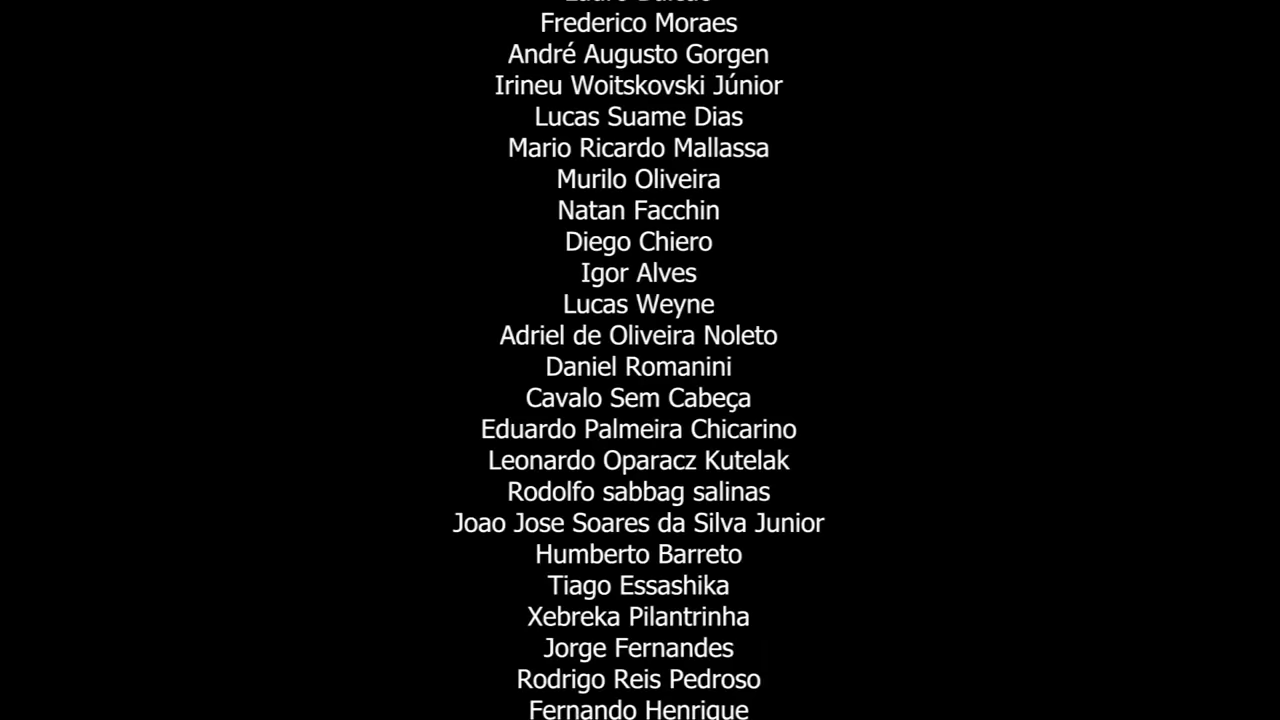 Frederico Moraes
André Augusto Gorgen
Irineu Woitskovski Júnior
Lucas Suame Dias
Mario Ricardo Mallassa
Murilo Oliveira
Natan Facchin
Diego Chiero
Igor Alves
Lucas Weyne
Adriel de Oliveira Noleto
Daniel Romanini
Cavalo Sem Cabeça
Eduardo Palmeira Chicarino
Leonardo Oparacz Kutelak
Rodolfo sabbag salinas
Joao Jose Soares da Silva Junior
Humberto Barreto
Tiago Essashika
Xebreka Pilantrinha
Jorge Fernandes
Rodrigo Reis Pedroso
Fernando Henrique